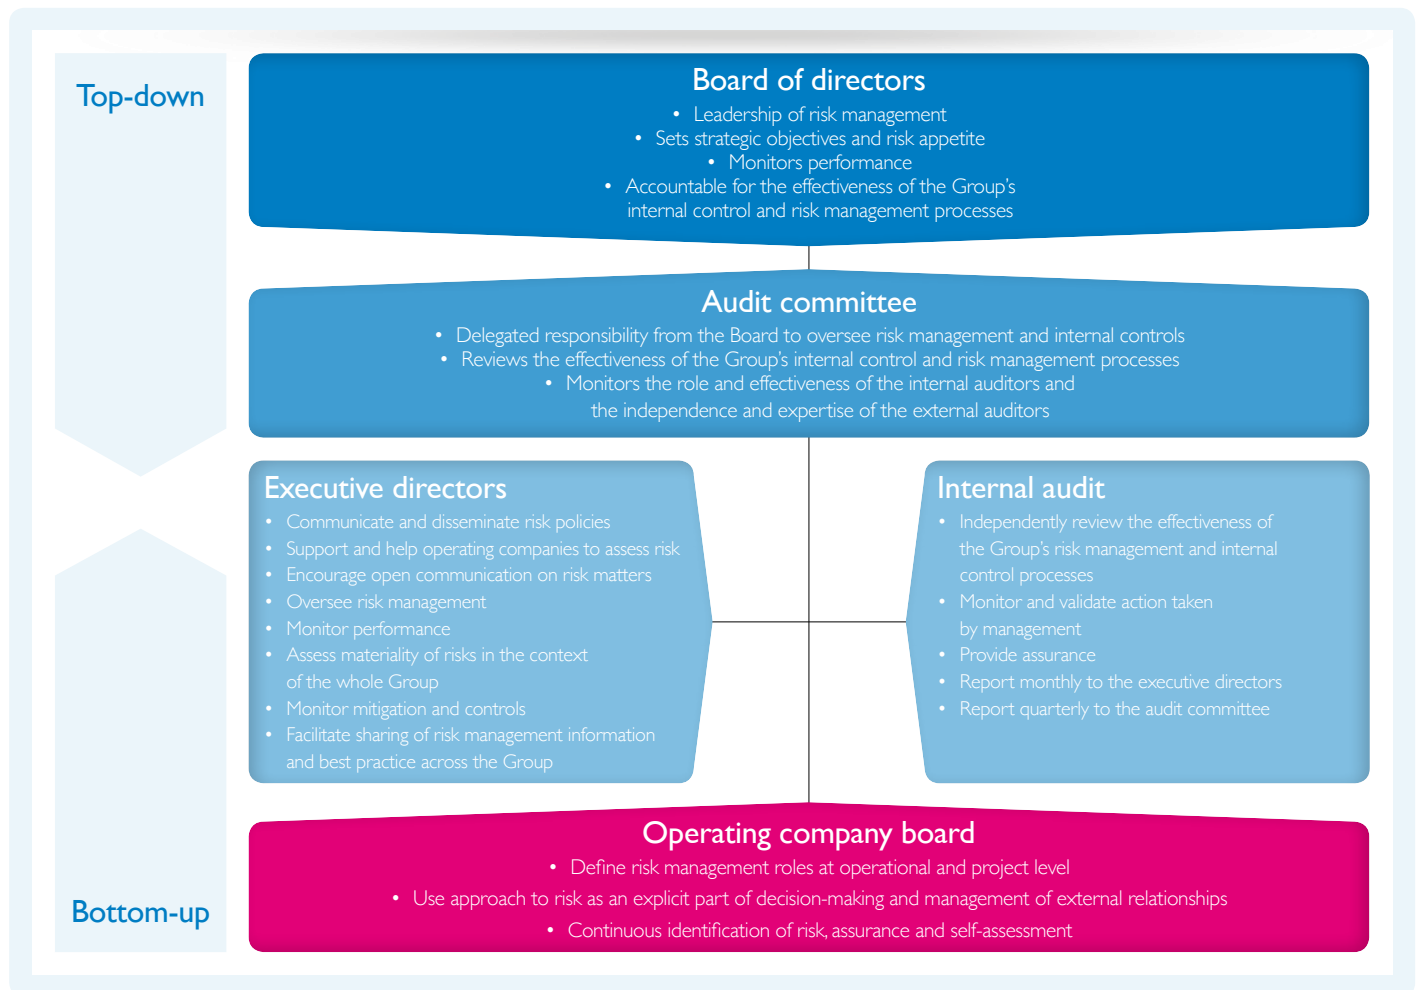 Top-down
Board of directors
• Leadership of risk management
• Sets strategic objectives and risk appetite
• Monitors performance
• Accountable for the effectiveness of the Group’s
internal control and risk management processes
Audit committee
• Delegated responsibility from the Board to oversee risk management and internal controls
• Reviews the effectiveness of the Group’s internal control and risk management processes
• Monitors the role and effectiveness of the internal auditors and
the independence and expertise of the external auditors
Executive directors
• Communicate and disseminate risk policies
• Support and help operating companies to assess risk
• Encourage open communication on risk matters
• Oversee risk management
• Monitor performance
• Assess materiality of risks in the context
of the whole Group
• Monitor mitigation and controls
• Facilitate sharing of risk management information
and best practice across the Group
Internal audit
• Independently review the effectiveness of
the Group’s risk management and internal
control processes
• Monitor and validate action taken
by management
• Provide assurance
• Report monthly to the executive directors
• Report quarterly to the audit committee
Bottom-up
Operating company board
• Define risk management roles at operational and project level
• Use approach to risk as an explicit part of decision-making and management of external relationships
• Continuous identification of risk, assurance and self-assessment